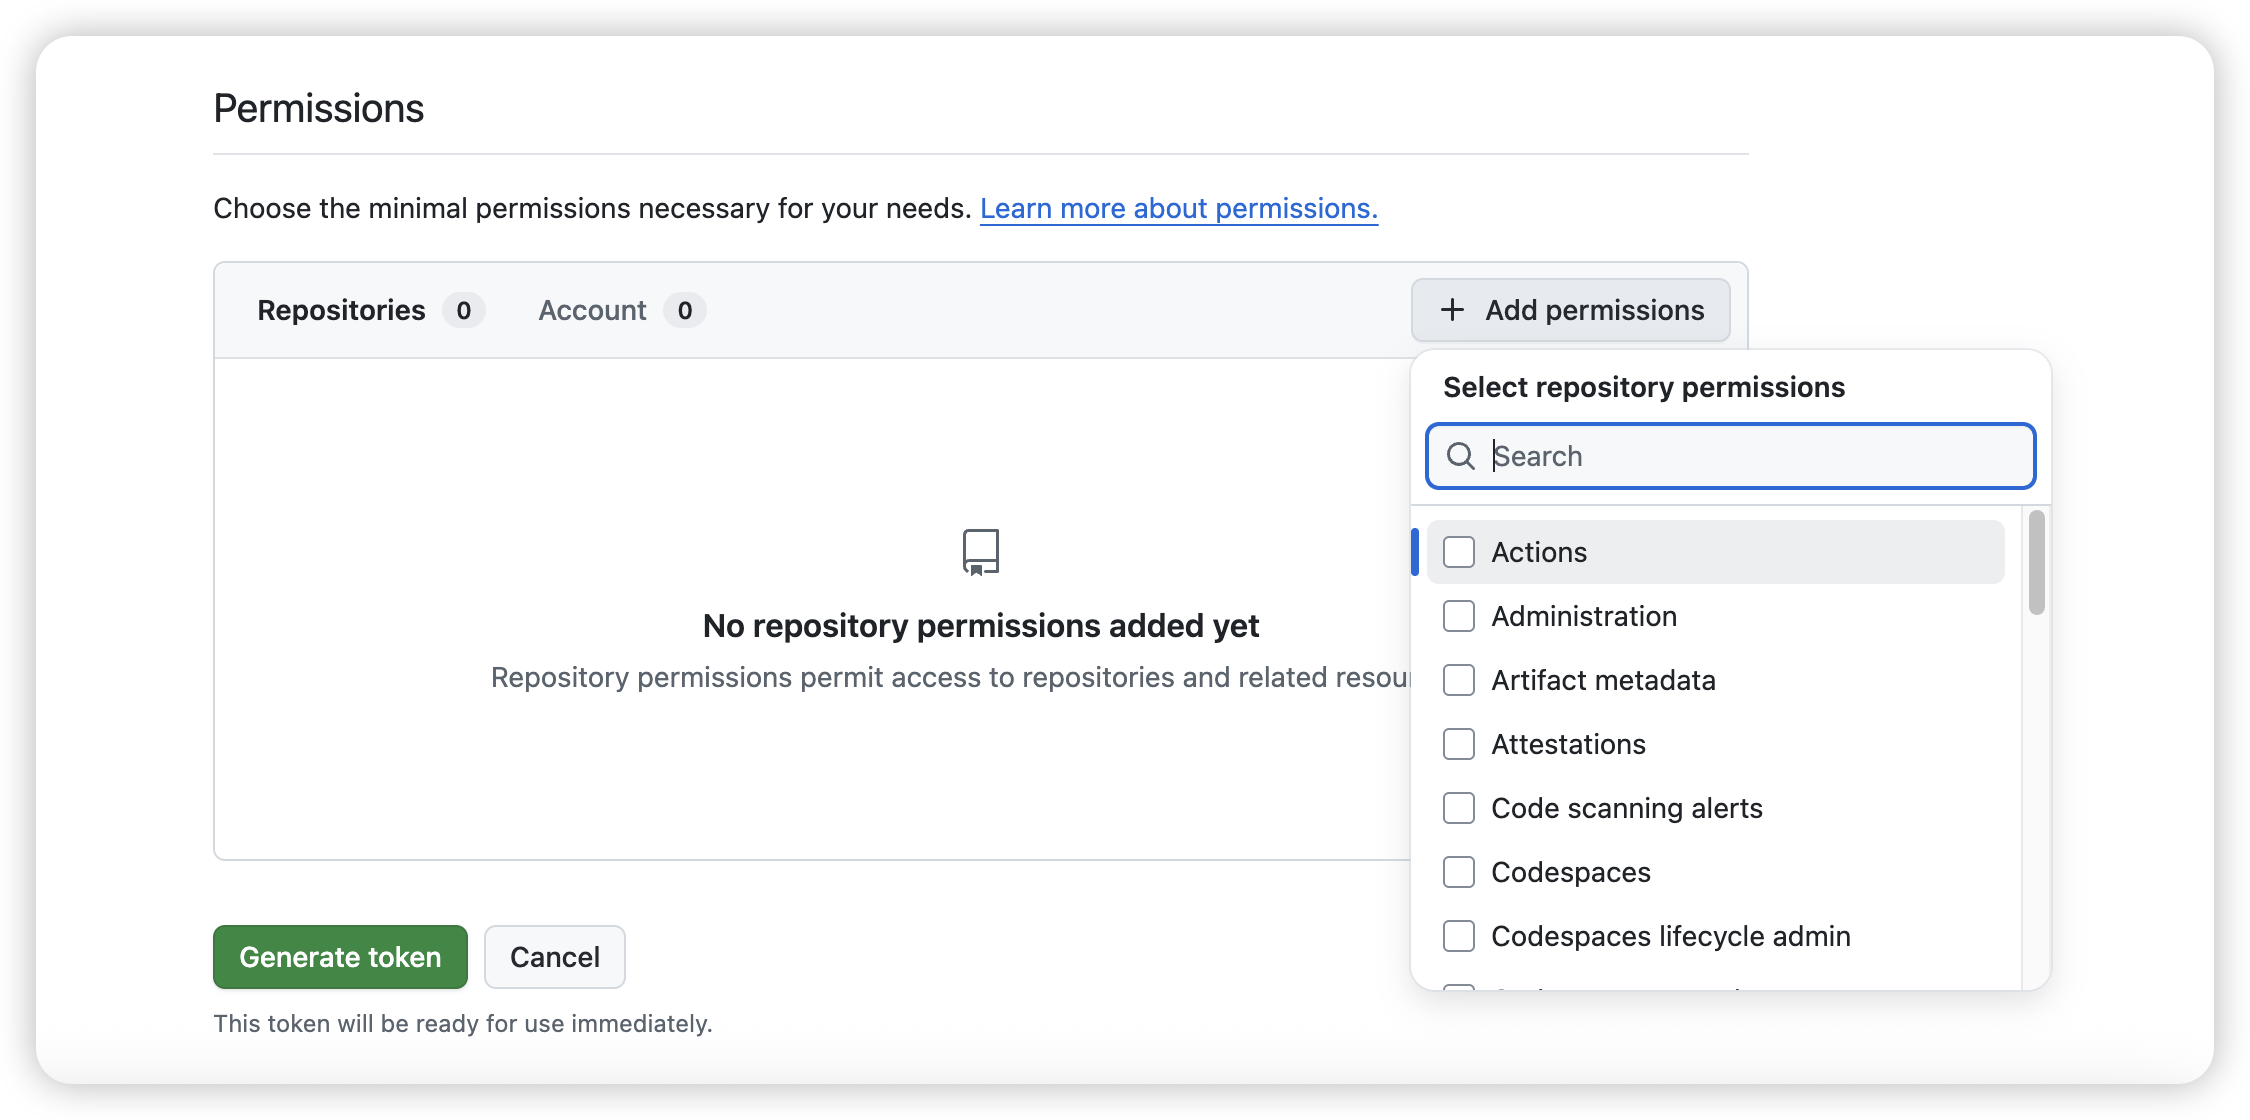 Permissions
Choose the minimal permissions necessary for your needs. Learn more about permissions.
Repositories 0 Account 0
+ Add permissions
Select repository permissions
Search
Actions
Administration
Artifact metadata
Attestations
Code scanning alerts
Codespaces
Codespaces lifecycle admin
No repository permissions added yet
Repository permissions permit access to repositories and related
Generate token
Cancel
This token will be ready for use immediately.